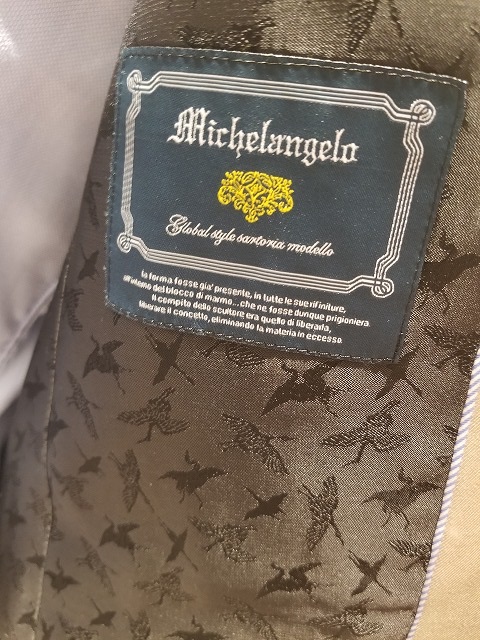 Michelangelo
Global style sartoria modello
la forma fosse gia' presente, in tutte le sue rifiniture,
all'interno del blocco di marmo... che ne fosse dunque prigioniera.
Il compito dello scultore era quello di liberarla,
liberare il concetto, eliminando la materia in eccesso.